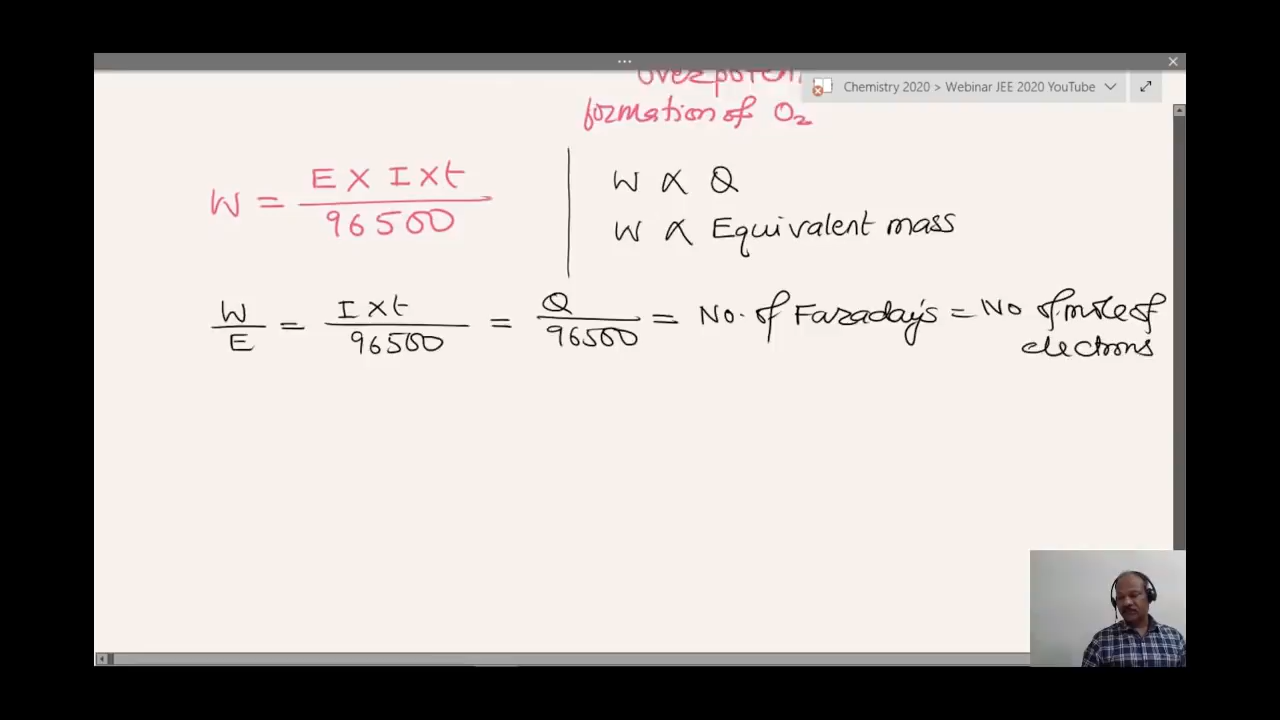 Chemistry 2020 > Webinar JEE 2020 YouTube
formation of O₂
W = E X I X t / 96500
W ∝ Q
W ∝ Equivalent mass
W/E = I X t / 96500 = Q / 96500 = No. of Faraday's = No of mole of electrons